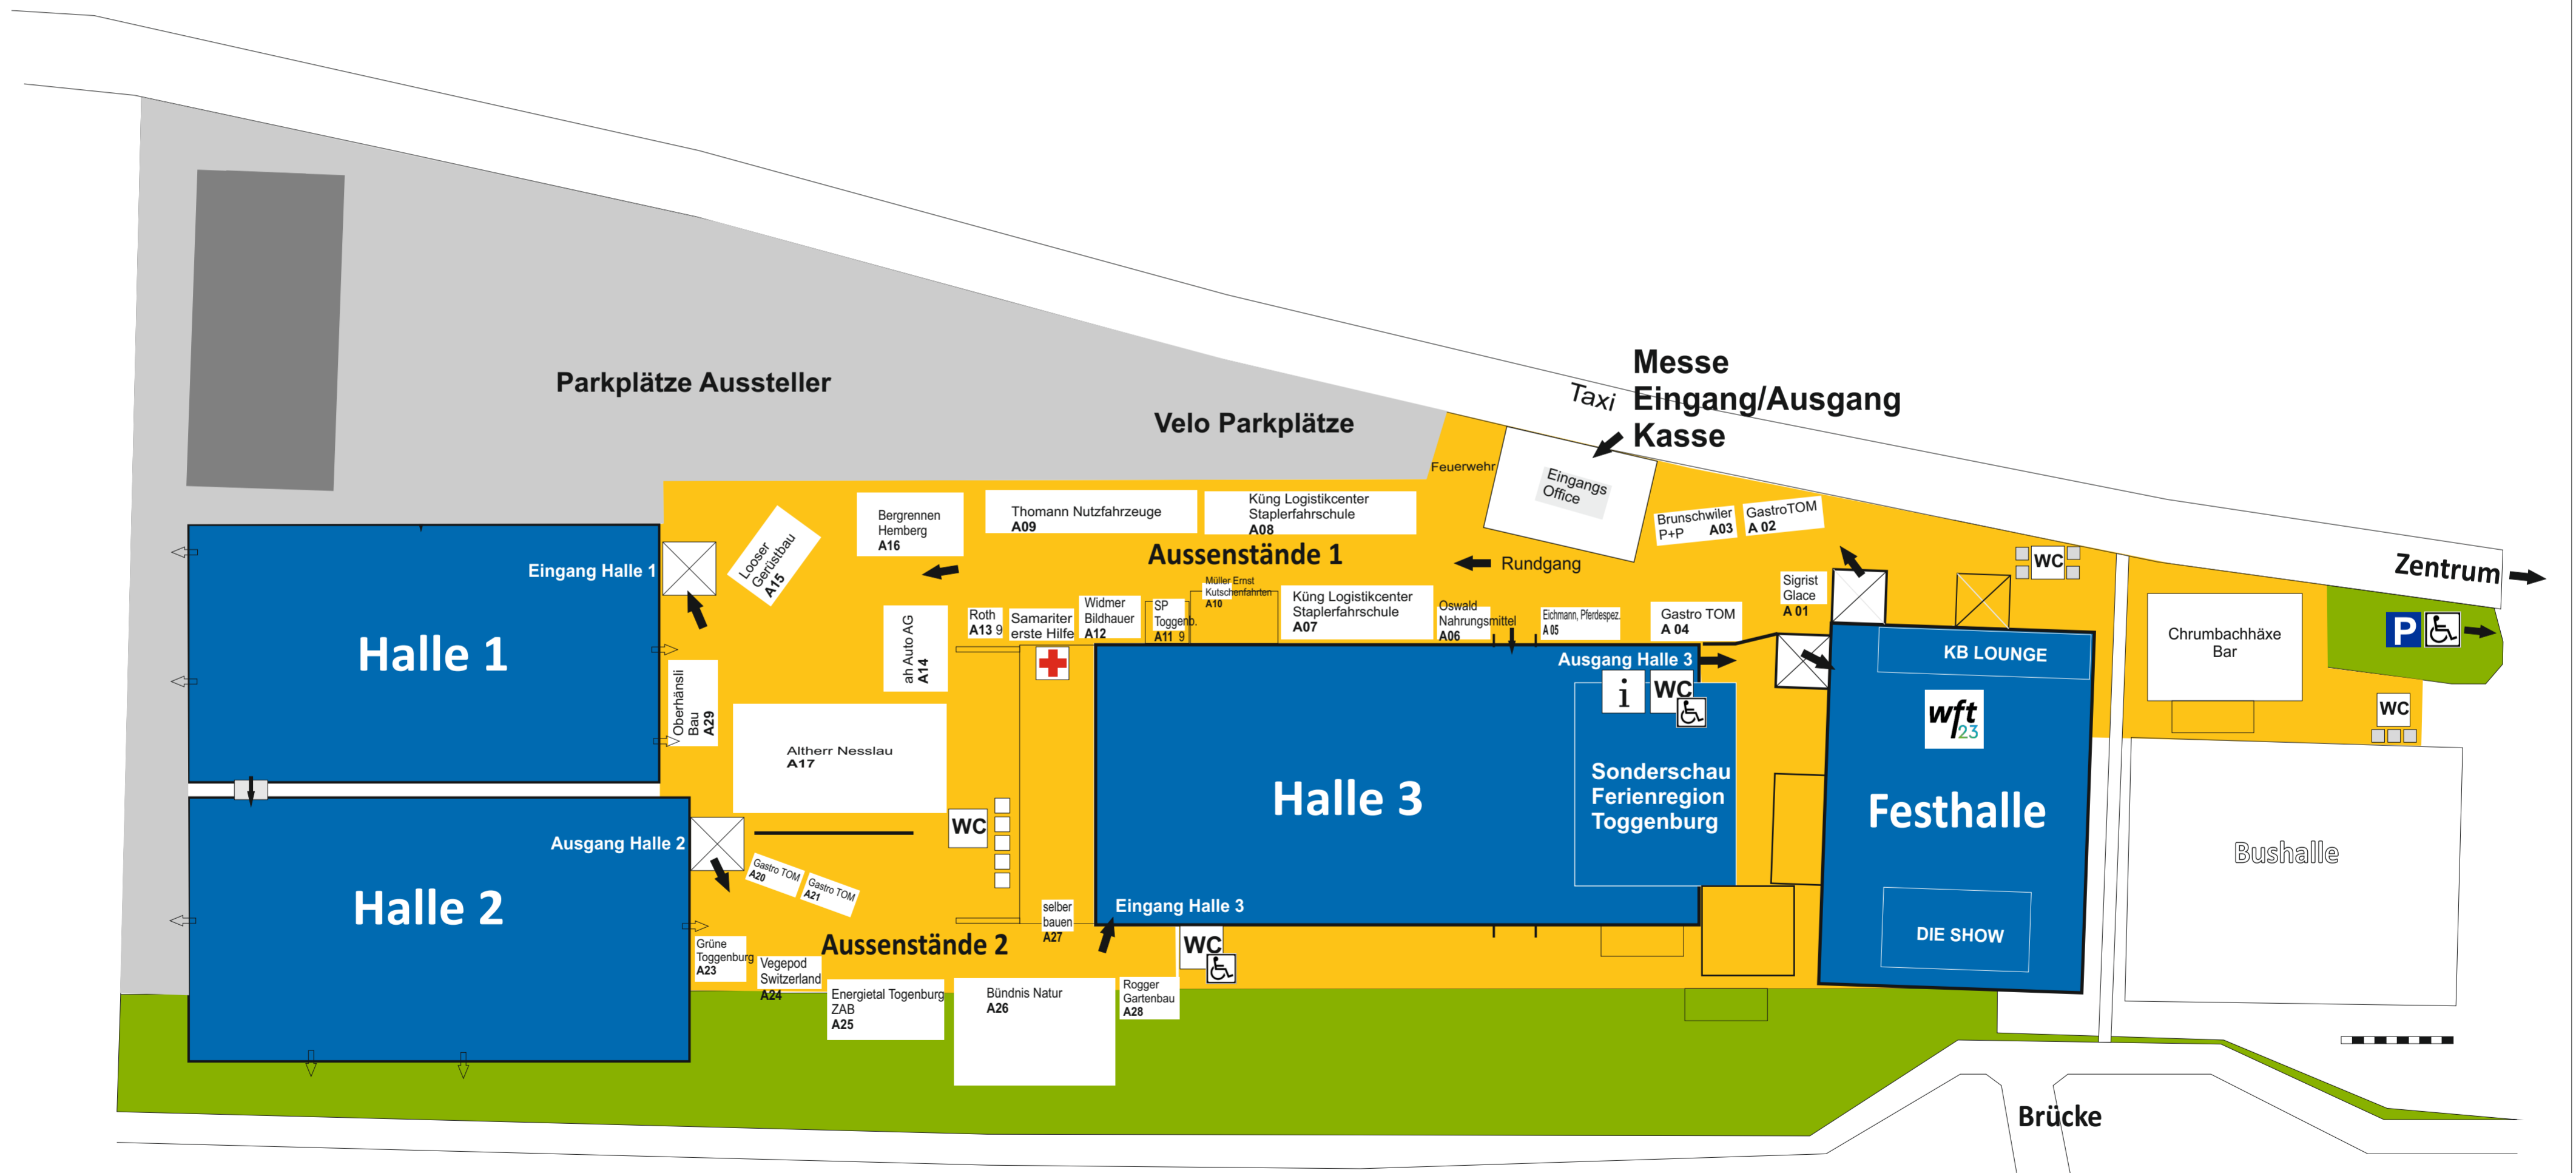 Messe
Eingang/Ausgang
Kasse
Taxi
Parkplätze Aussteller
Velo Parkplätze
Feuerwehr
Eingangs
Office
Bergrennen
Hemberg
A16
Thomann Nutzfahrzeuge
A09
Küng Logistikcenter
Staplerfahrschule
A08
Brunschwiler
P+P A03
GastroTOM
A 02
Looser
Gerüstbau
A15
Aussenstände 1
Rundgang
WC
Zentrum
Eingang Halle 1
Halle 1
ah Auto AG
A14
Roth
A13 9
Samariter
erste Hilfe
Widmer
Bildhauer
A12
SP
Toggenb.
A11 9
Müller Ernst
Kutschenfahrten
A10
Küng Logistikcenter
Staplerfahrschule
A07
Oswald
Nahrungsmittel
A06
Eichmann, Pferdespez.
A 05
Gastro TOM
A 04
Sigrist
Glace
A 01
KB LOUNGE
wft
23
Chrumbachhäxe
Bar
P
WC
Oberhänsli
Bau
A29
Altherr Nesslau
A17
Ausgang Halle 3
i
WC
Sonderschau
Ferienregion
Toggenburg
Halle 3
Festhalle
DIE SHOW
Bushalle
Ausgang Halle 2
Halle 2
WC
Gastro TOM
A20
Gastro TOM
A21
selber
bauen
A27
Eingang Halle 3
WC
Aussenstände 2
Grüne
Toggenburg
A23
Vegepod
Switzerland
A24
Energietal Togenburg
ZAB
A25
Bündnis Natur
A26
Rogger
Gartenbau
A28
Brücke